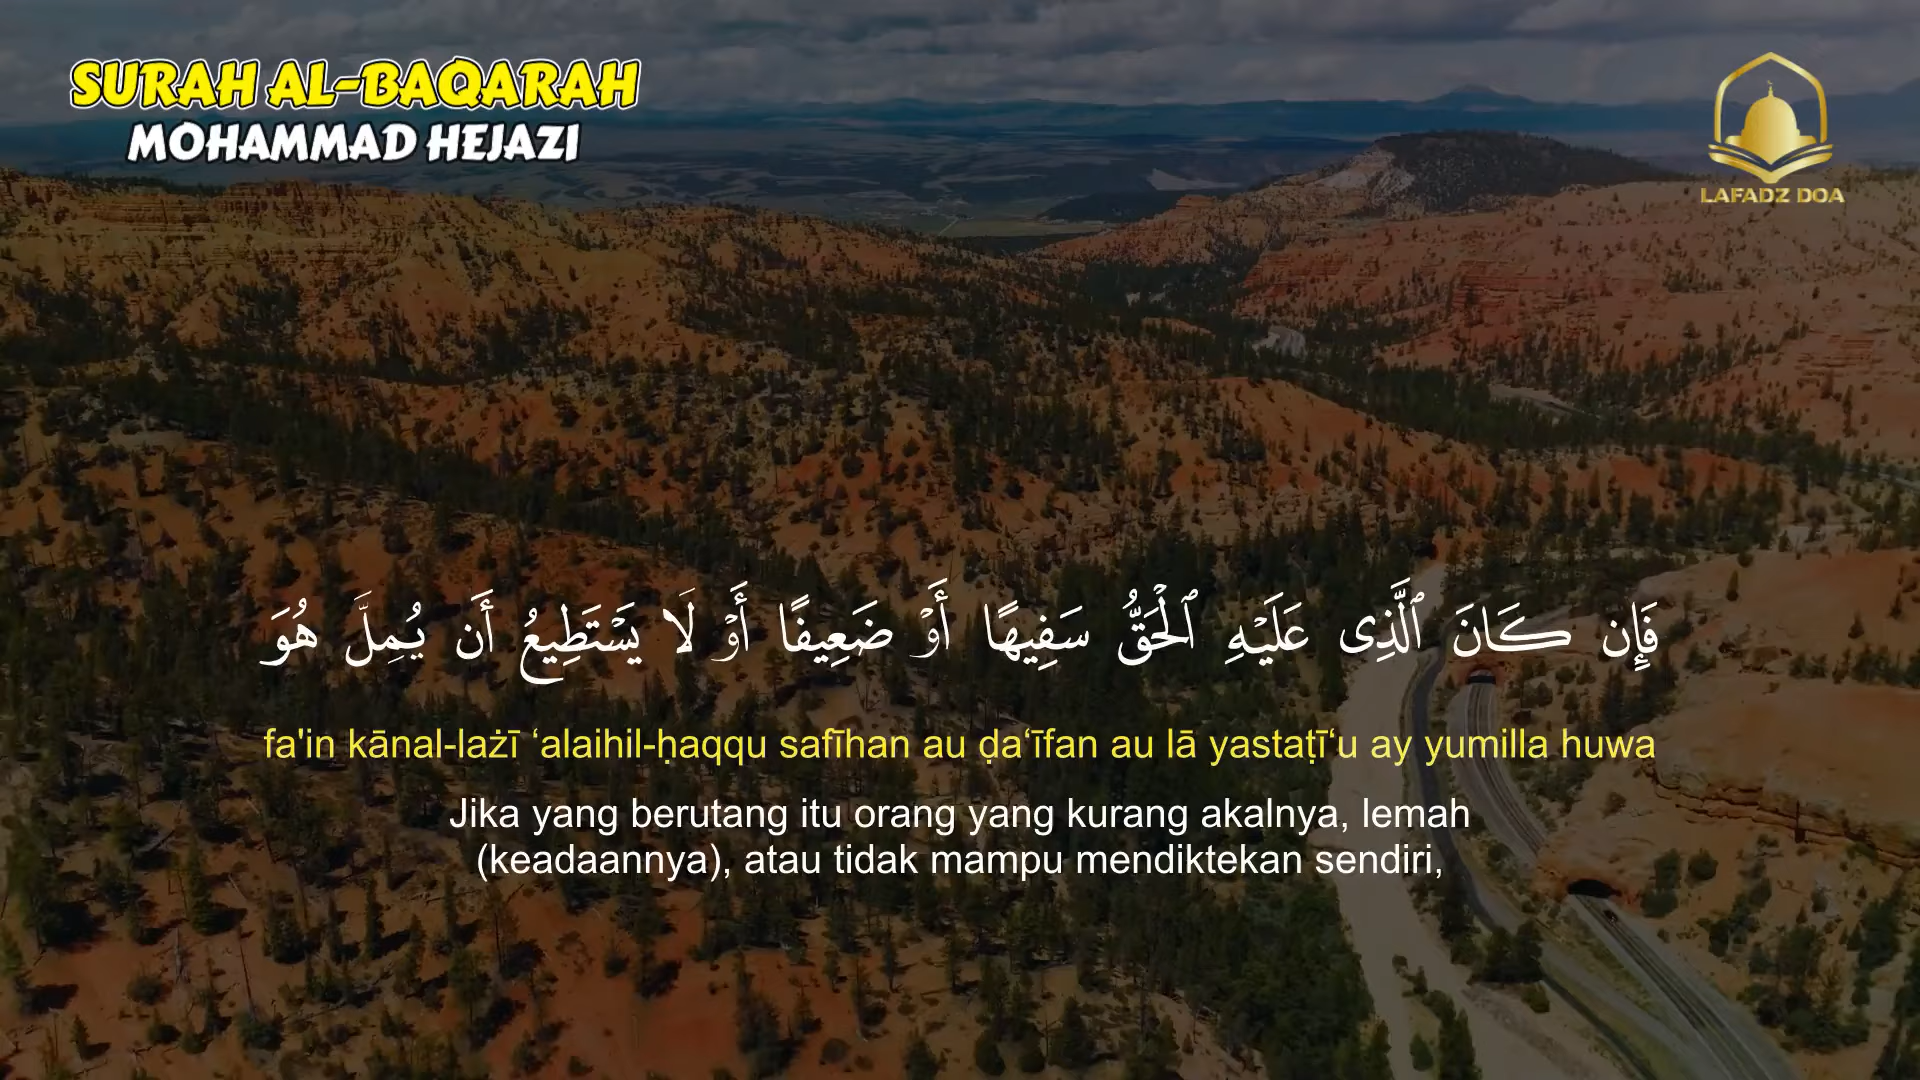 SURAH AL-BAQARAH
MOHAMMAD HEJAZI
LAFADZ DOA
فَإِن كَانَ ٱلَّذِى عَلَيْهِ ٱلْحَقُّ سَفِيهًا أَوْ ضَعِيفًا أَوْ لَا يَسْتَطِيعُ أَن يُمِلَّ هُوَ
fa'in kānal-lażī ‘alaihil-ḥaqqu safīhan au ḍa‘īfan au lā yastaṭī‘u ay yumilla huwa
Jika yang berutang itu orang yang kurang akalnya, lemah
(keadaannya), atau tidak mampu mendiktekan sendiri,